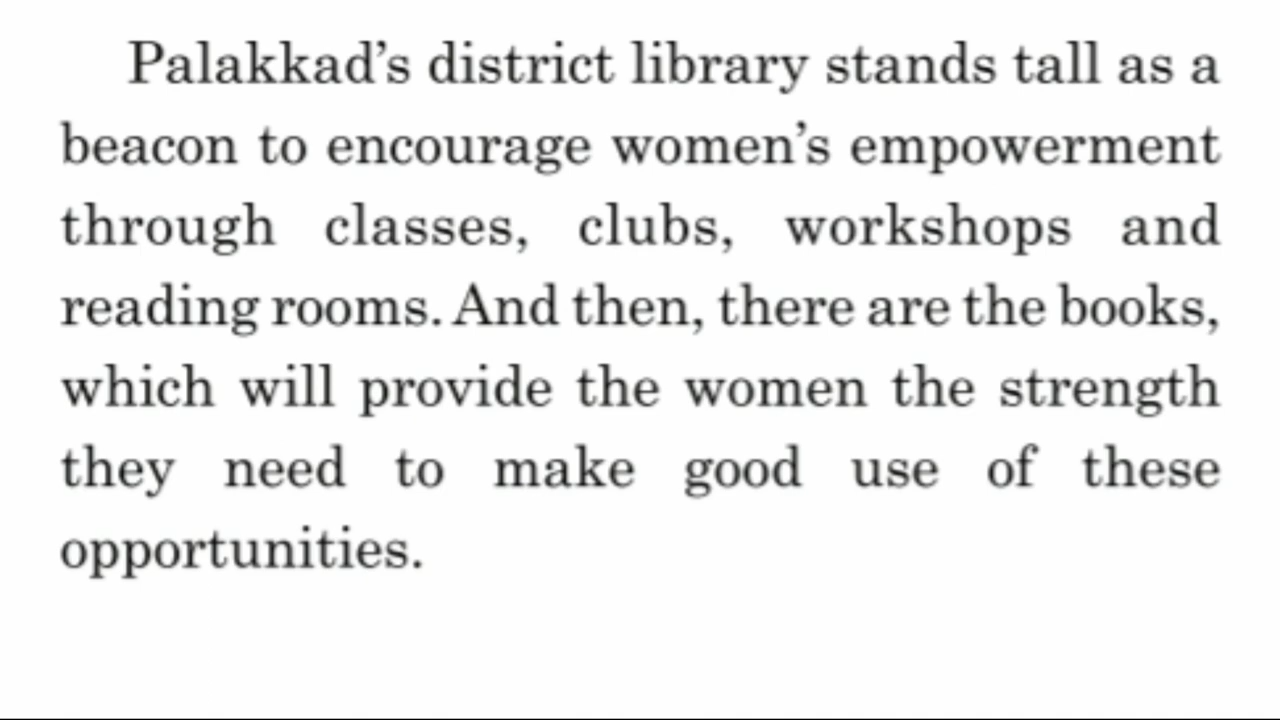 Palakkad’s district library stands tall as a
beacon to encourage women’s empowerment
through classes, clubs, workshops and
reading rooms. And then, there are the books,
which will provide the women the strength
they need to make good use of these
opportunities.